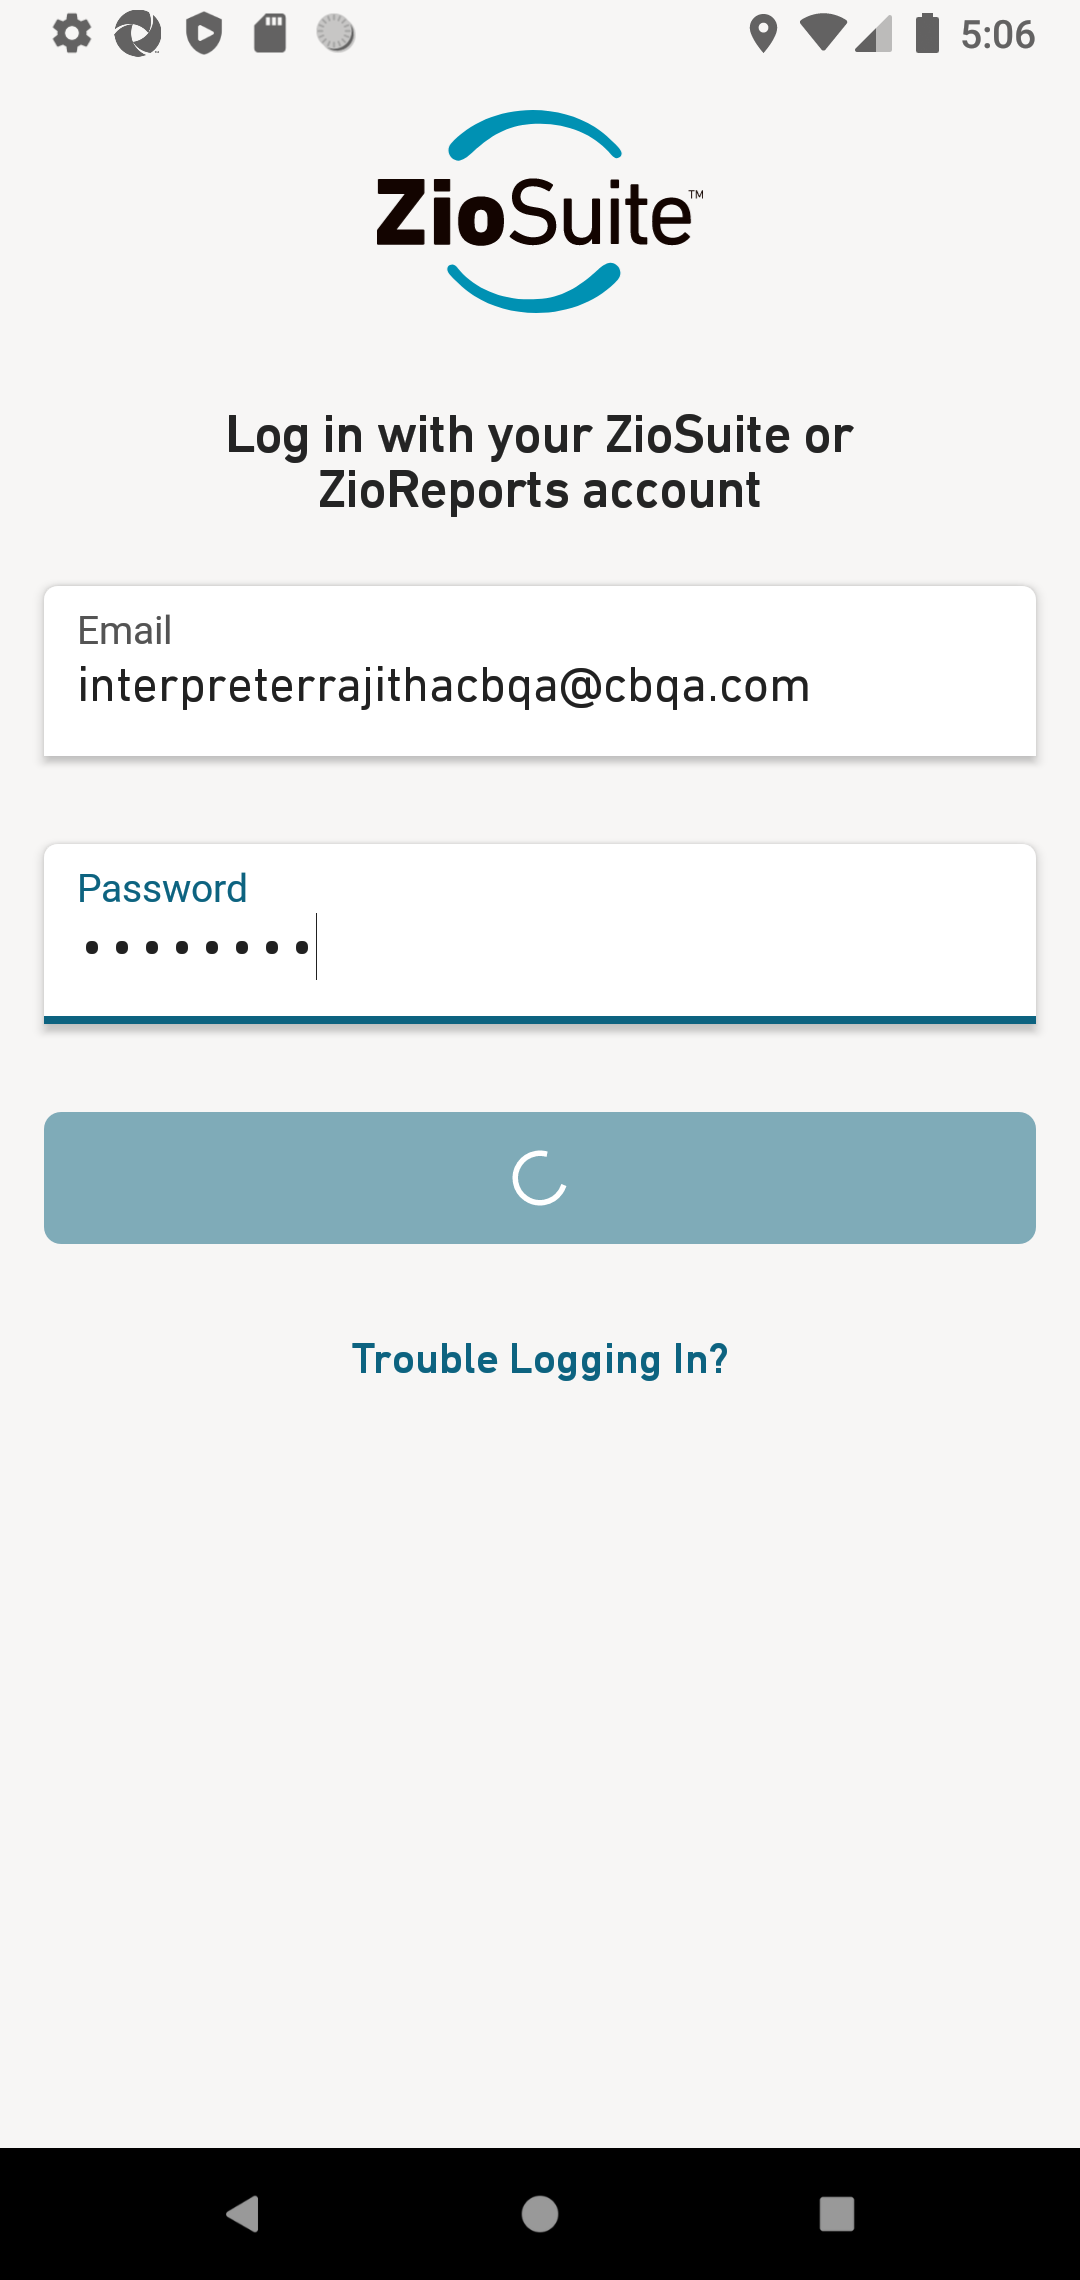 5:06
ZioSuite™
Log in with your ZioSuite or
ZioReports account
Email
interpreterrajithacbqa@cbqa.com
Password
••••••••
Trouble Logging In?